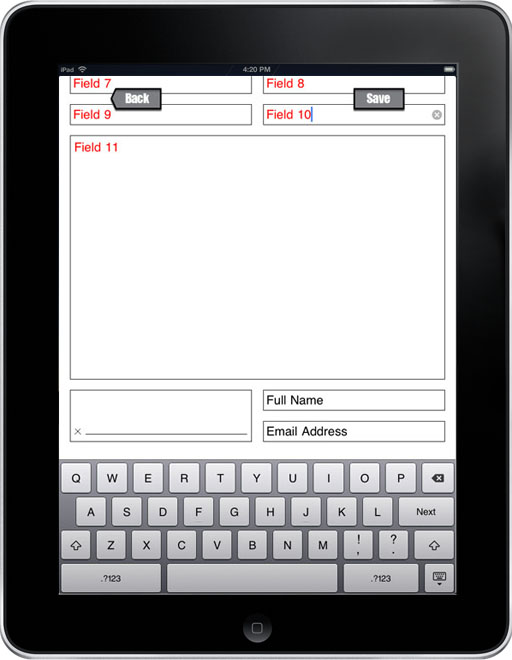 iPad 4:20 PM
Field 7 Field 8
Back Save
Field 9 Field 10
Field 11
Full Name
× Email Address
Q W E R T Y U I O P
A S D F G H J K L Next
Z X C V B N M ! , ? .
.?123 .?123